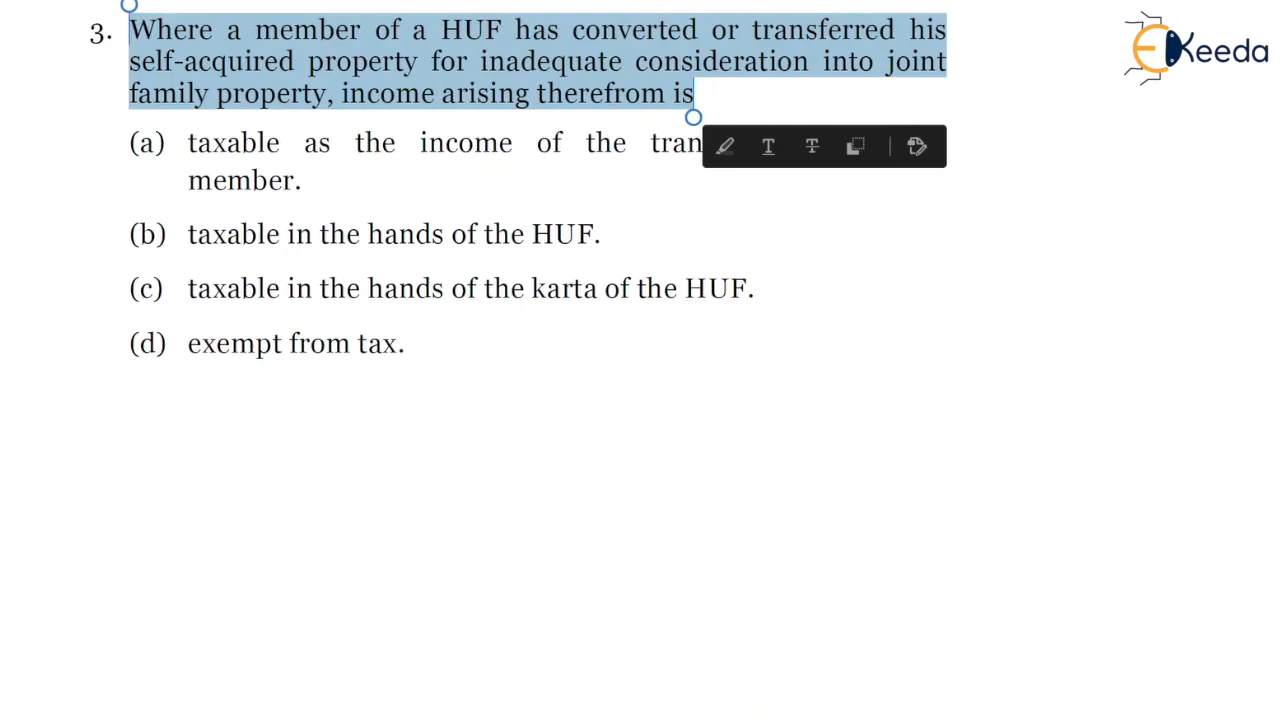 3. Where a member of a HUF has converted or transferred his
self-acquired property for inadequate consideration into joint
family property, income arising therefrom is
(a) taxable as the income of the tran
member.
(b) taxable in the hands of the HUF.
(c) taxable in the hands of the karta of the HUF.
(d) exempt from tax.
EKeeda